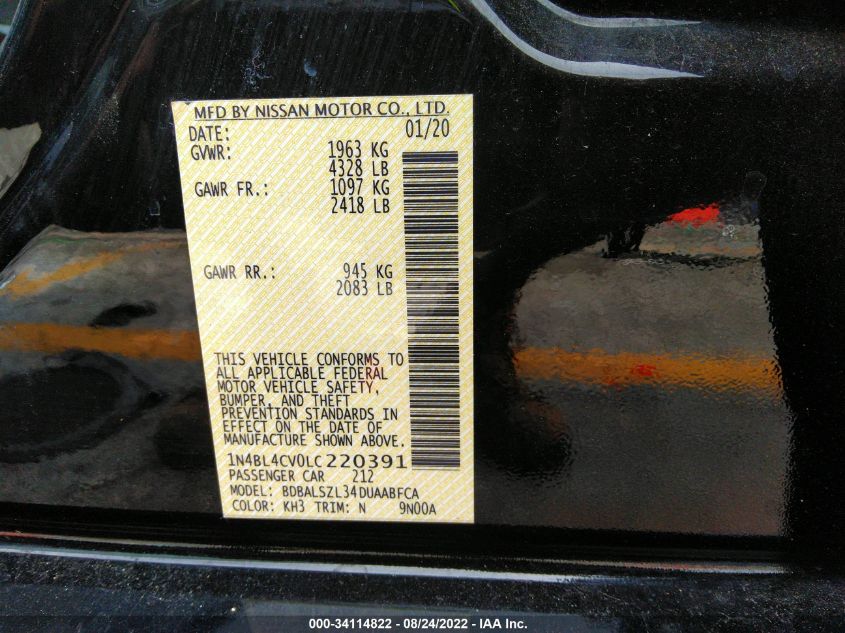 MFD BY NISSAN MOTOR CO., LTD.
DATE: 01/20
GVWR: 1963 KG
4328 LB
GAWR FR.: 1097 KG
2418 LB
GAWR RR.: 945 KG
2083 LB
THIS VEHICLE CONFORMS TO
ALL APPLICABLE FEDERAL
MOTOR VEHICLE SAFETY,
BUMPER, AND THEFT
PREVENTION STANDARDS IN
EFFECT ON THE DATE OF
MANUFACTURE SHOWN ABOVE.
1N4BL4CV0LC220391
PASSENGER CAR 212
MODEL: BDBALSZL34DUAABFCA
COLOR: KH3 TRIM: N 9N00A
000-34114822 - 08/24/2022 - IAA Inc.